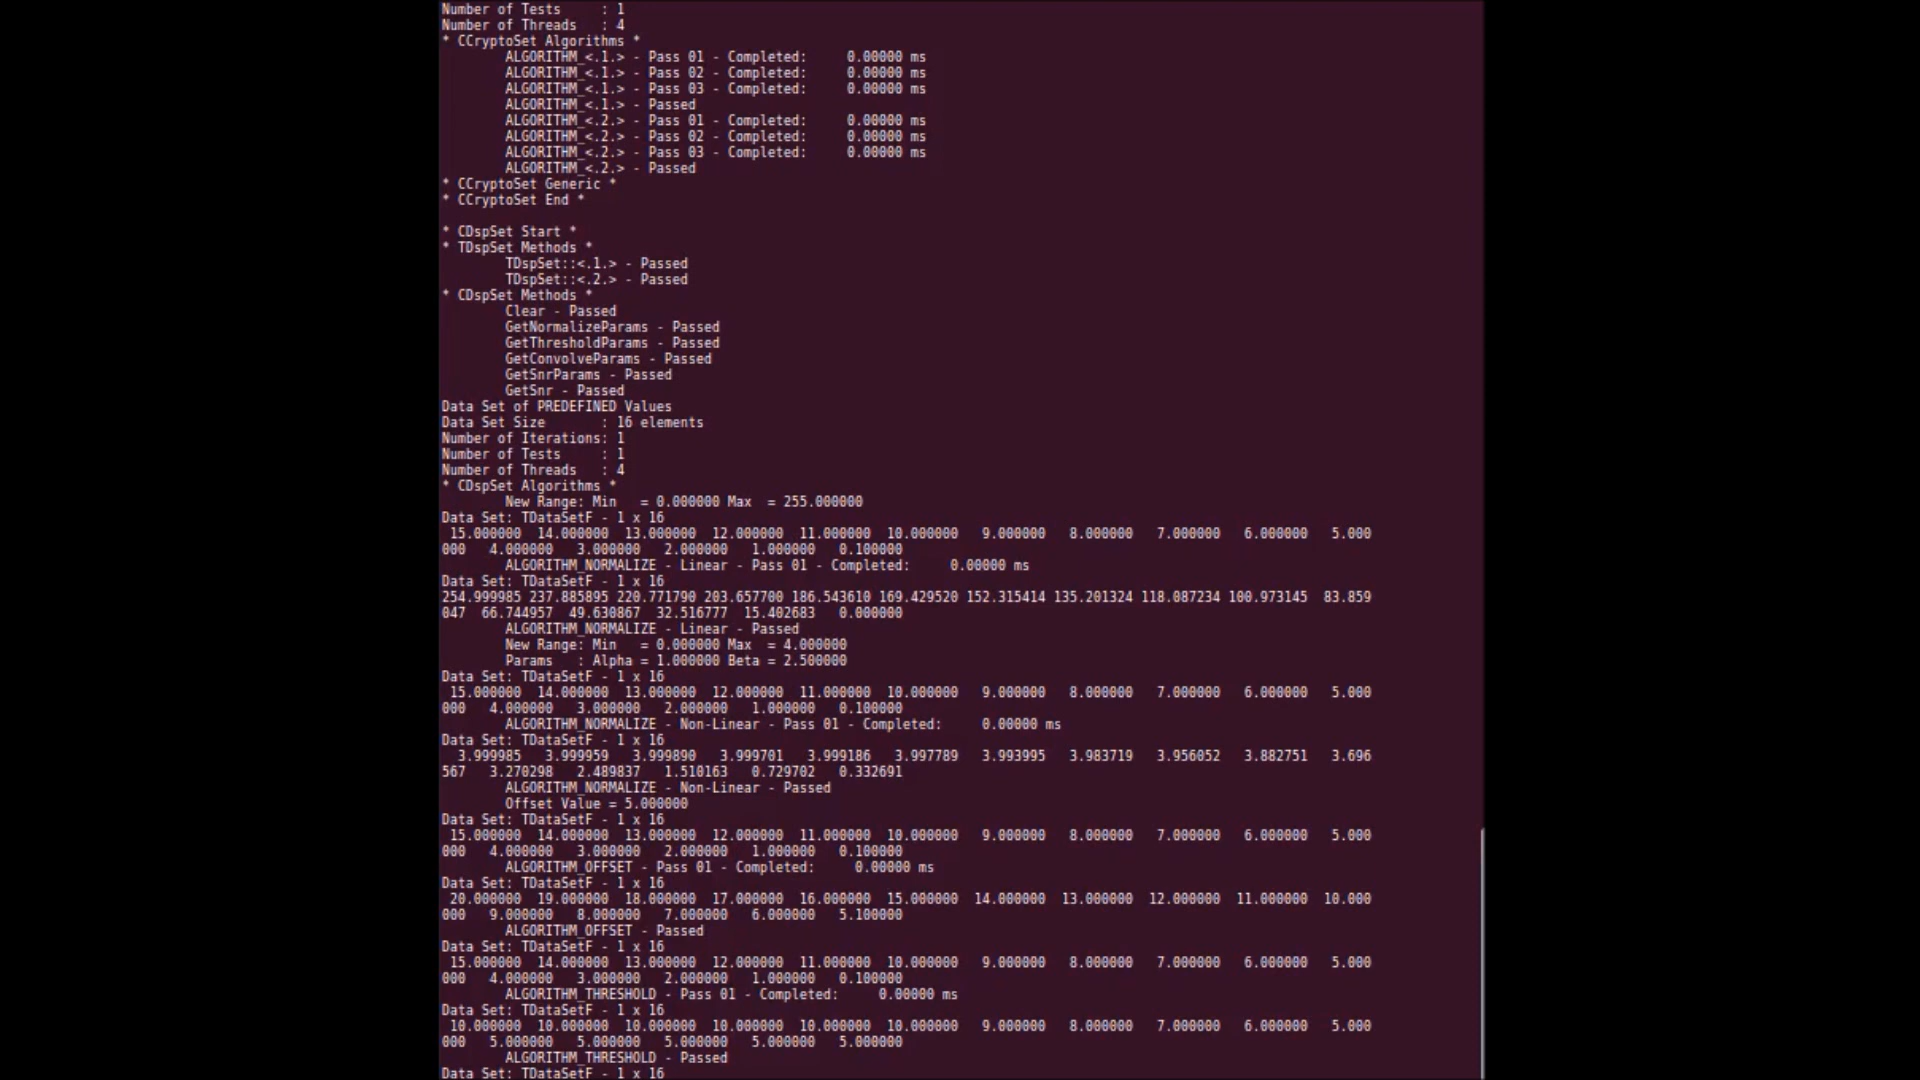 Number of Tests     : 1
Number of Threads   : 4
* CCryptoSet Algorithms *
        ALGORITHM_<.1.> - Pass 01 - Completed:     0.00000 ms
        ALGORITHM_<.1.> - Pass 02 - Completed:     0.00000 ms
        ALGORITHM_<.1.> - Pass 03 - Completed:     0.00000 ms
        ALGORITHM_<.1.> - Passed
        ALGORITHM_<.2.> - Pass 01 - Completed:     0.00000 ms
        ALGORITHM_<.2.> - Pass 02 - Completed:     0.00000 ms
        ALGORITHM_<.2.> - Pass 03 - Completed:     0.00000 ms
        ALGORITHM_<.2.> - Passed
* CCryptoSet Generic *
* CCryptoSet End *

* CDspSet Start *
* TDspSet Methods *
        TDspSet::<.1.> - Passed
        TDspSet::<.2.> - Passed
* CDspSet Methods *
        Clear - Passed
        GetNormalizeParams - Passed
        GetThresholdParams - Passed
        GetConvolveParams - Passed
        GetSnrParams - Passed
        GetSnr - Passed
Data Set of PREDEFINED Values
Data Set Size       : 16 elements
Number of Iterations: 1
Number of Tests     : 1
Number of Threads   : 4
* CDspSet Algorithms *
        New Range: Min   = 0.000000 Max  = 255.000000
Data Set: TDataSetF - 1 x 16
 15.000000  14.000000  13.000000  12.000000  11.000000  10.000000   9.000000   8.000000   7.000000   6.000000   5.000
000   4.000000   3.000000   2.000000   1.000000   0.100000
        ALGORITHM_NORMALIZE - Linear - Pass 01 - Completed:     0.00000 ms
Data Set: TDataSetF - 1 x 16
254.999985 237.885895 220.771790 203.657700 186.543610 169.429520 152.315414 135.201324 118.087234 100.973145  83.859
047  66.744957  49.630867  32.516777  15.402683   0.000000
        ALGORITHM_NORMALIZE - Linear - Passed
        New Range: Min   = 0.000000 Max  = 4.000000
        Params   : Alpha = 1.000000 Beta = 2.500000
Data Set: TDataSetF - 1 x 16
 15.000000  14.000000  13.000000  12.000000  11.000000  10.000000   9.000000   8.000000   7.000000   6.000000   5.000
000   4.000000   3.000000   2.000000   1.000000   0.100000
        ALGORITHM_NORMALIZE - Non-Linear - Pass 01 - Completed:     0.00000 ms
Data Set: TDataSetF - 1 x 16
  3.999985   3.999959   3.999890   3.999701   3.999186   3.997789   3.993995   3.983719   3.956052   3.882751   3.696
567   3.270298   2.489837   1.510163   0.729702   0.332691
        ALGORITHM_NORMALIZE - Non-Linear - Passed
        Offset Value = 5.000000
Data Set: TDataSetF - 1 x 16
 15.000000  14.000000  13.000000  12.000000  11.000000  10.000000   9.000000   8.000000   7.000000   6.000000   5.000
000   4.000000   3.000000   2.000000   1.000000   0.100000
        ALGORITHM_OFFSET - Pass 01 - Completed:     0.00000 ms
Data Set: TDataSetF - 1 x 16
 20.000000  19.000000  18.000000  17.000000  16.000000  15.000000  14.000000  13.000000  12.000000  11.000000  10.000
000   9.000000   8.000000   7.000000   6.000000   5.100000
        ALGORITHM_OFFSET - Passed
Data Set: TDataSetF - 1 x 16
 15.000000  14.000000  13.000000  12.000000  11.000000  10.000000   9.000000   8.000000   7.000000   6.000000   5.000
000   4.000000   3.000000   2.000000   1.000000   0.100000
        ALGORITHM_THRESHOLD - Pass 01 - Completed:     0.00000 ms
Data Set: TDataSetF - 1 x 16
 10.000000  10.000000  10.000000  10.000000  10.000000  10.000000   9.000000   8.000000   7.000000   6.000000   5.000
000   5.000000   5.000000   5.000000   5.000000   5.000000
        ALGORITHM_THRESHOLD - Passed
Data Set: TDataSetF - 1 x 16